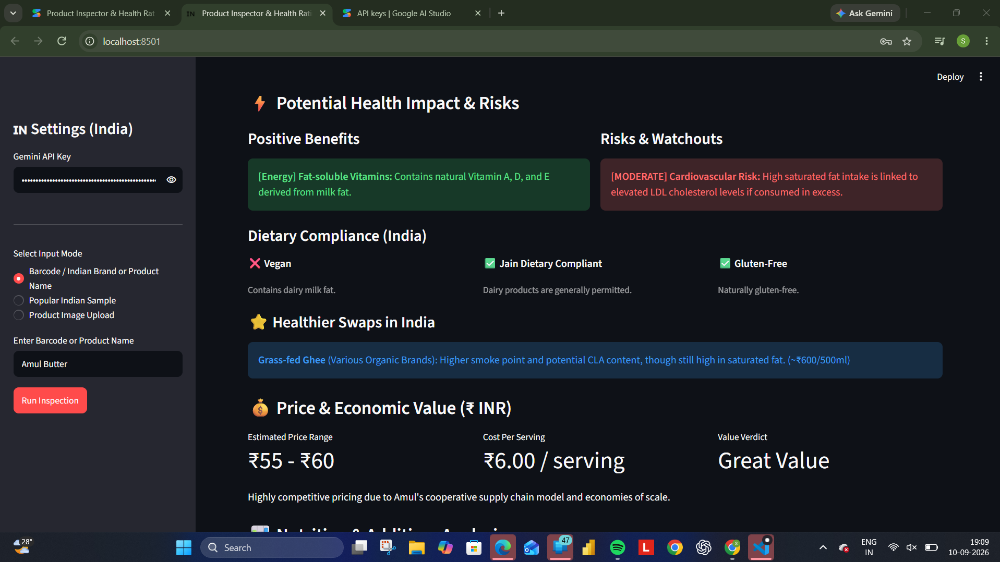 Product Inspector & Health Rat
Product Inspector & Health Rati
API keys | Google AI Studio
Ask Gemini
localhost:8501
S
Deploy
IN Settings (India)
Gemini API Key
Select Input Mode
Barcode / Indian Brand or Product
Name
Popular Indian Sample
Product Image Upload
Enter Barcode or Product Name
Amul Butter
Run Inspection
Potential Health Impact & Risks
Positive Benefits
[Energy] Fat-soluble Vitamins: Contains natural Vitamin A, D, and E
derived from milk fat.
Risks & Watchouts
[MODERATE] Cardiovascular Risk: High saturated fat intake is linked to
elevated LDL cholesterol levels if consumed in excess.
Dietary Compliance (India)
Vegan
Contains dairy milk fat.
Jain Dietary Compliant
Dairy products are generally permitted.
Gluten-Free
Naturally gluten-free.
Healthier Swaps in India
Grass-fed Ghee (Various Organic Brands): Higher smoke point and potential CLA content, though still high in saturated fat. (~₹600/500ml)
Price & Economic Value (₹ INR)
Estimated Price Range
₹55 - ₹60
Cost Per Serving
₹6.00 / serving
Value Verdict
Great Value
Highly competitive pricing due to Amul's cooperative supply chain model and economies of scale.
28°
Search
47
L
ENG
IN
19:09
10-09-2026